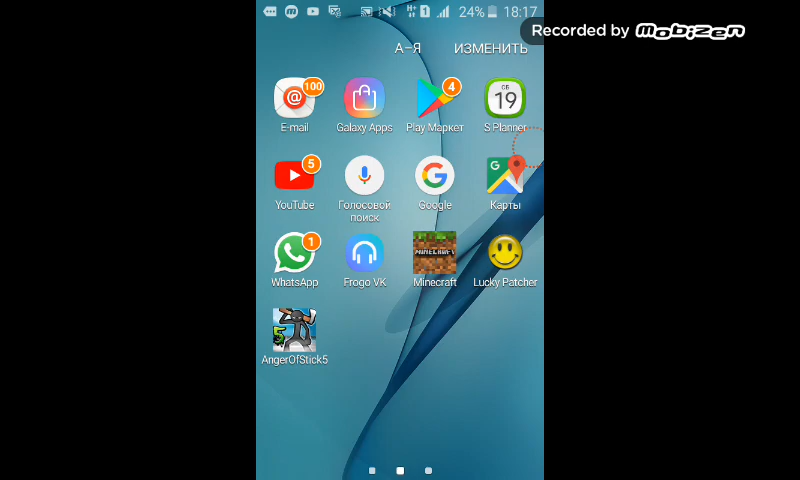 H+ 1 24% 18:17
Recorded by MOBIZEN
А-Я ИЗМЕНИТЬ
100 4 СБ 19
E-mail Galaxy Apps Play Маркет S Planner
5 G G
YouTube Голосовой поиск Google Карты
1 MINECRAFT
WhatsApp Frogo VK Minecraft Lucky Patcher
5
AngerOfStick5